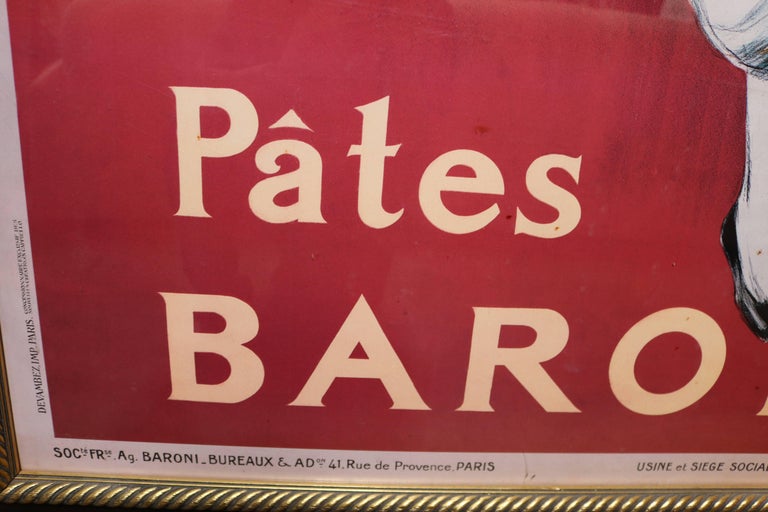 Pâtes
BARO
SOCté FRse. Ag. BARONI_BUREAUX & ADon 41, Rue de Provence, PARIS
USINE et SIEGE SOCIAL
DEVAMBEZ IMP. PARIS.